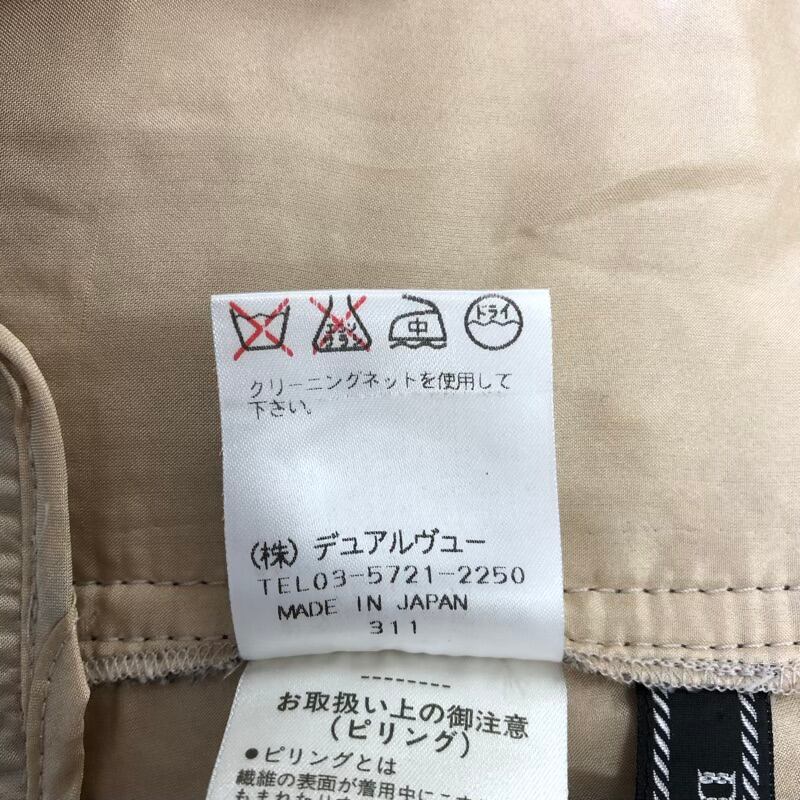 エンソ
サラシ
中
ドライ
クリーニングネットを使用して
下さい。
(株) デュアルヴュー
TEL03-5721-2250
MADE IN JAPAN
311
--------
お取扱い上の御注意
(ピリング)
●ピリングとは
繊維の表面が着用中にこす